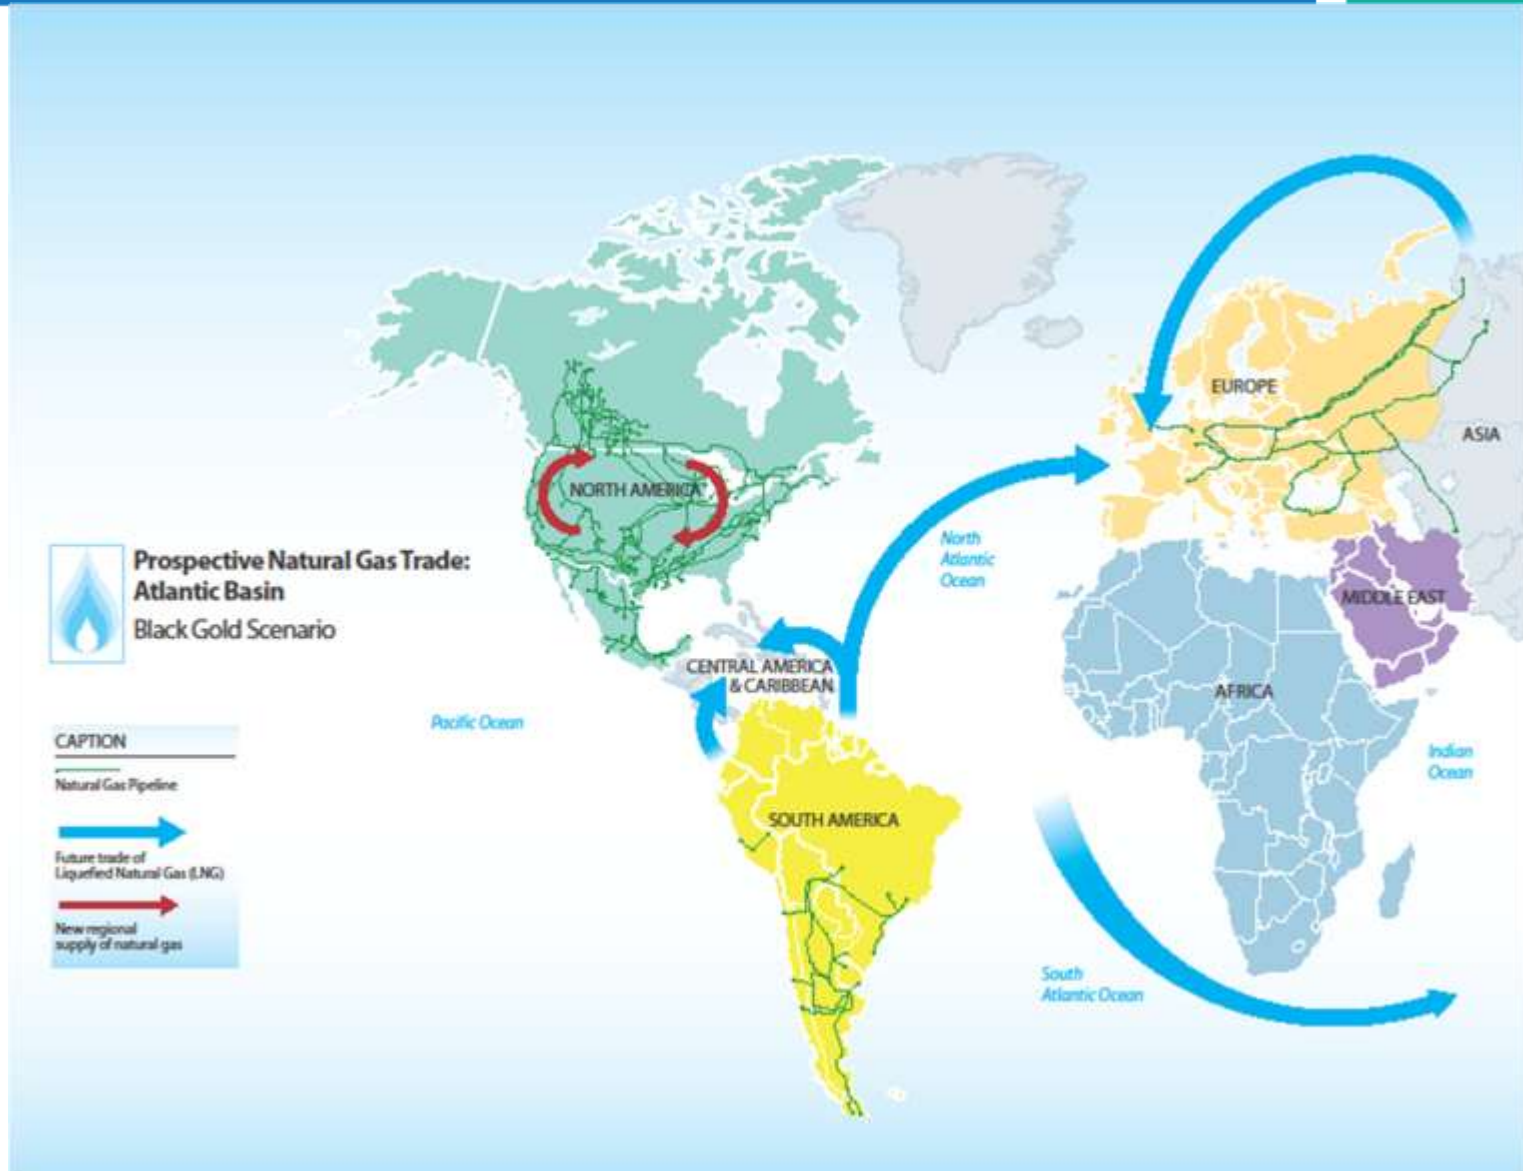 EUROPE
ASIA
NORTH AMERICA
North
Atlantic
Ocean
Prospective Natural Gas Trade:
Atlantic Basin
Black Gold Scenario
MIDDLE EAST
CENTRAL AMERICA
& CARIBBEAN
AFRICA
Pacific Ocean
Indian
Ocean
CAPTION
Natural Gas Pipeline
SOUTH AMERICA
Future trade of
Liquefied Natural Gas (LNG)
New regional
supply of natural gas
South
Atlantic Ocean